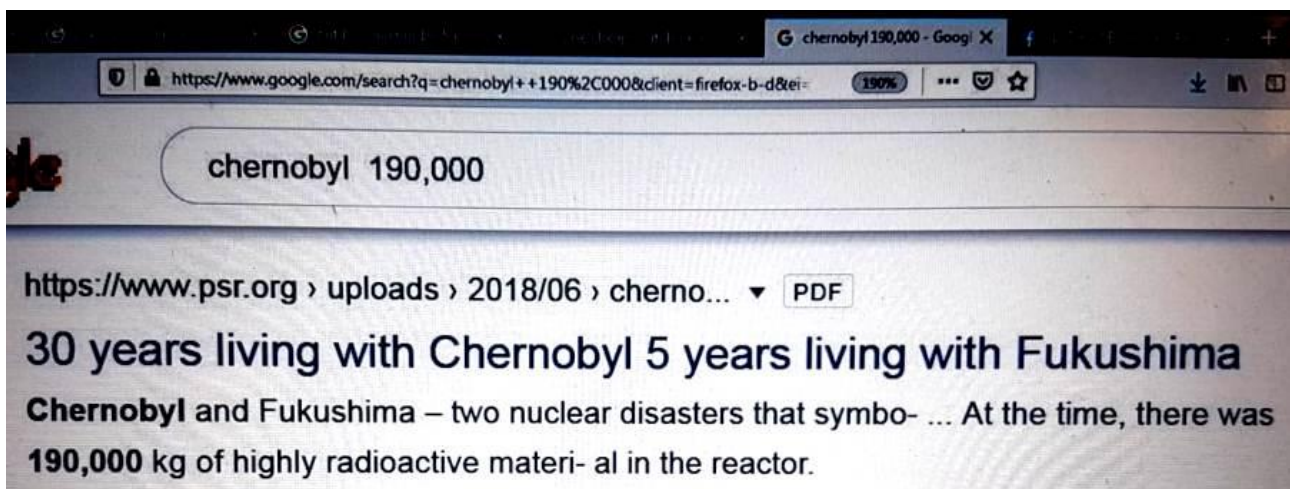 chernobyl 190,000 - Googl
https://www.google.com/search?q=chernobyl++190%2C000&client=firefox-b-d&ei=
190%
chernobyl 190,000
gle
https://www.psr.org › uploads › 2018/06 › cherno... ▾ PDF
30 years living with Chernobyl 5 years living with Fukushima
Chernobyl and Fukushima – two nuclear disasters that symbo- ... At the time, there was
190,000 kg of highly radioactive materi- al in the reactor.